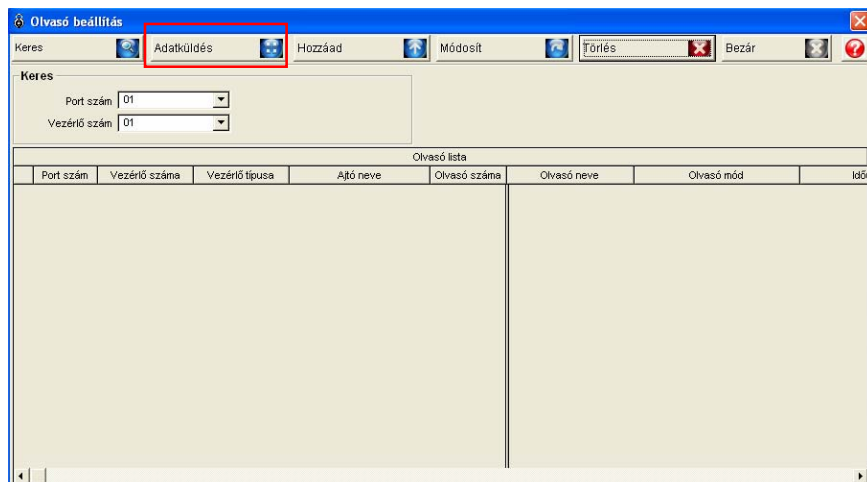 Olvasó beállítás
Keres Adatküldés Hozzáad Módosít Törlés Bezár ?
Keres
Port szám 01
Vezérlő szám 01
Olvasó lista
Port szám Vezérlő száma Vezérlő típusa Ajtó neve Olvasó száma Olvasó neve Olvasó mód Idő